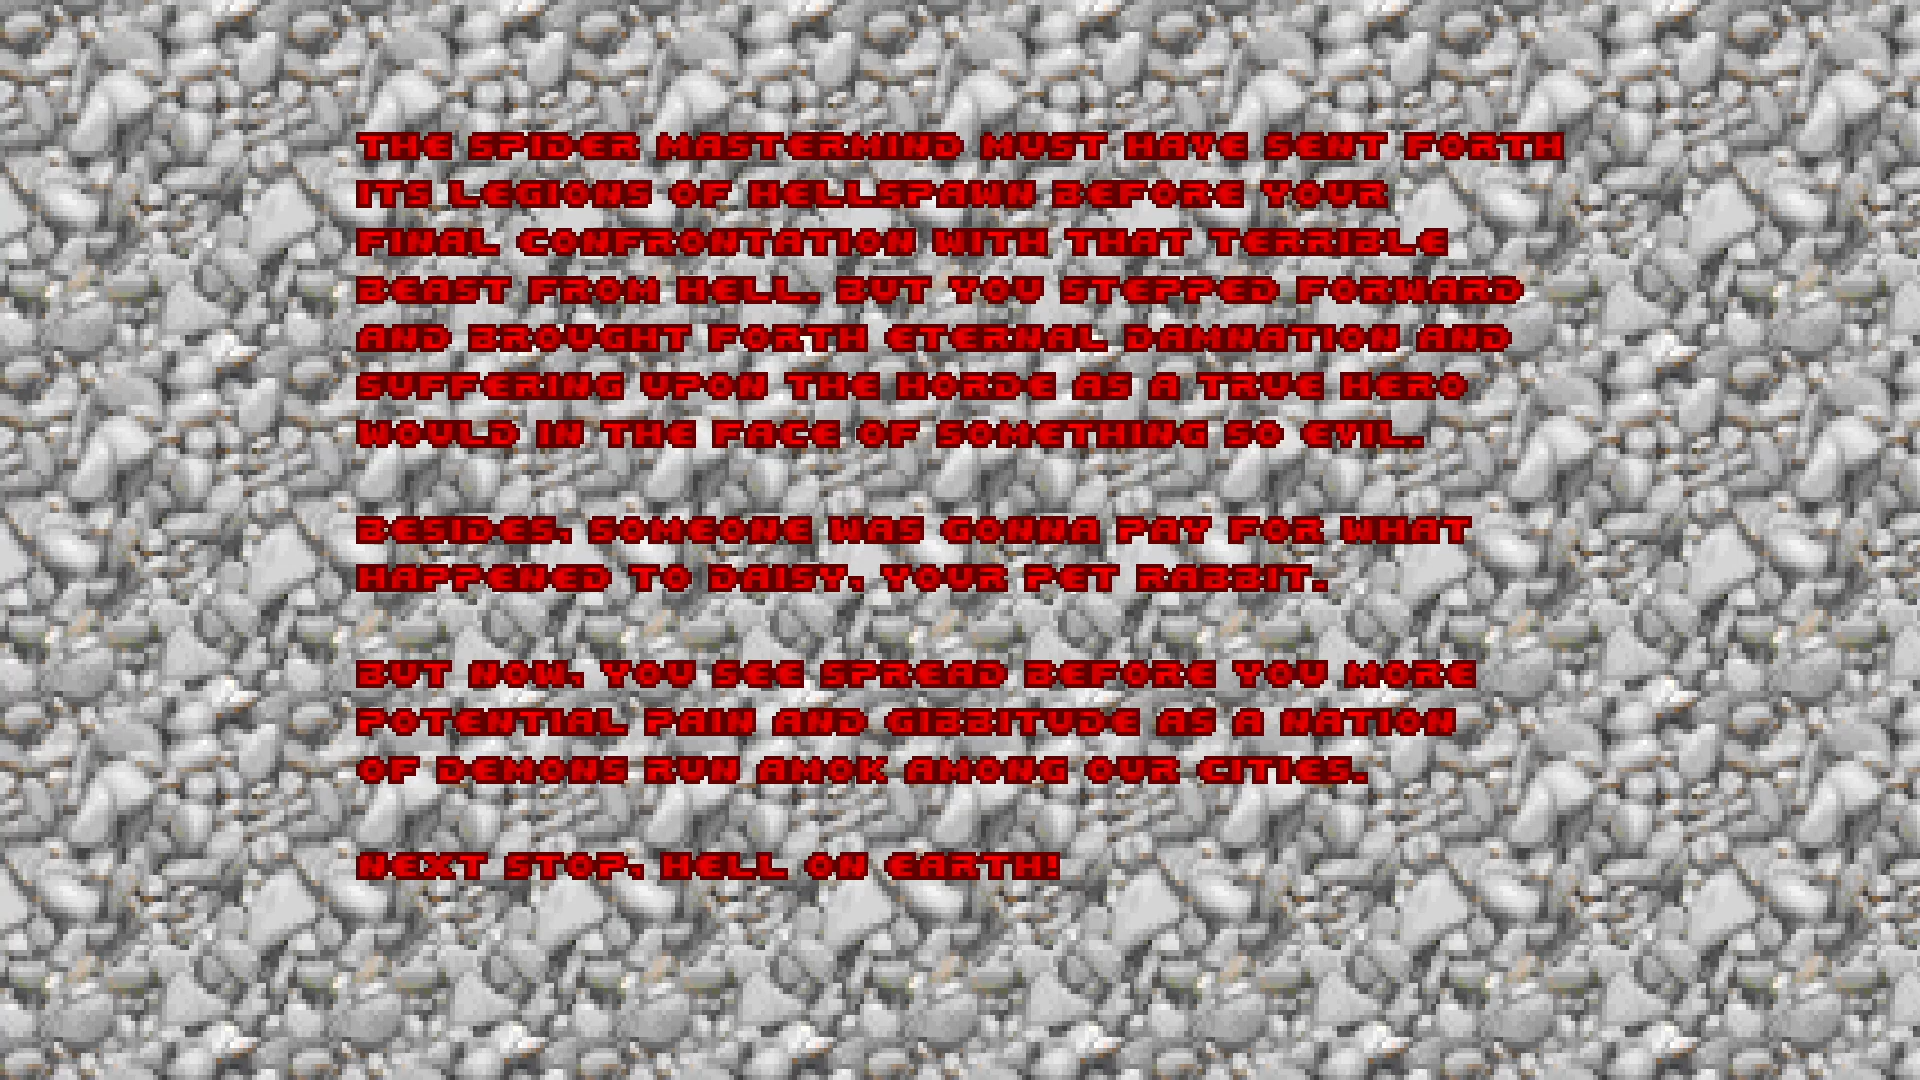 THE SPIDER MASTERMIND MUST HAVE SENT FORTH
ITS LEGIONS OF HELLSPAWN BEFORE YOUR
FINAL CONFRONTATION WITH THAT TERRIBLE
BEAST FROM HELL. BUT YOU STEPPED FORWARD
AND BROUGHT FORTH ETERNAL DAMNATION AND
SUFFERING UPON THE HORDE AS A TRUE HERO
WOULD IN THE FACE OF SOMETHING SO EVIL.

BESIDES, SOMEONE WAS GONNA PAY FOR WHAT
HAPPENED TO DAISY, YOUR PET RABBIT.

BUT NOW, YOU SEE SPREAD BEFORE YOU MORE
POTENTIAL PAIN AND GIBBITUDE AS A NATION
OF DEMONS RUN AMOK AMONG OUR CITIES.

NEXT STOP, HELL ON EARTH!